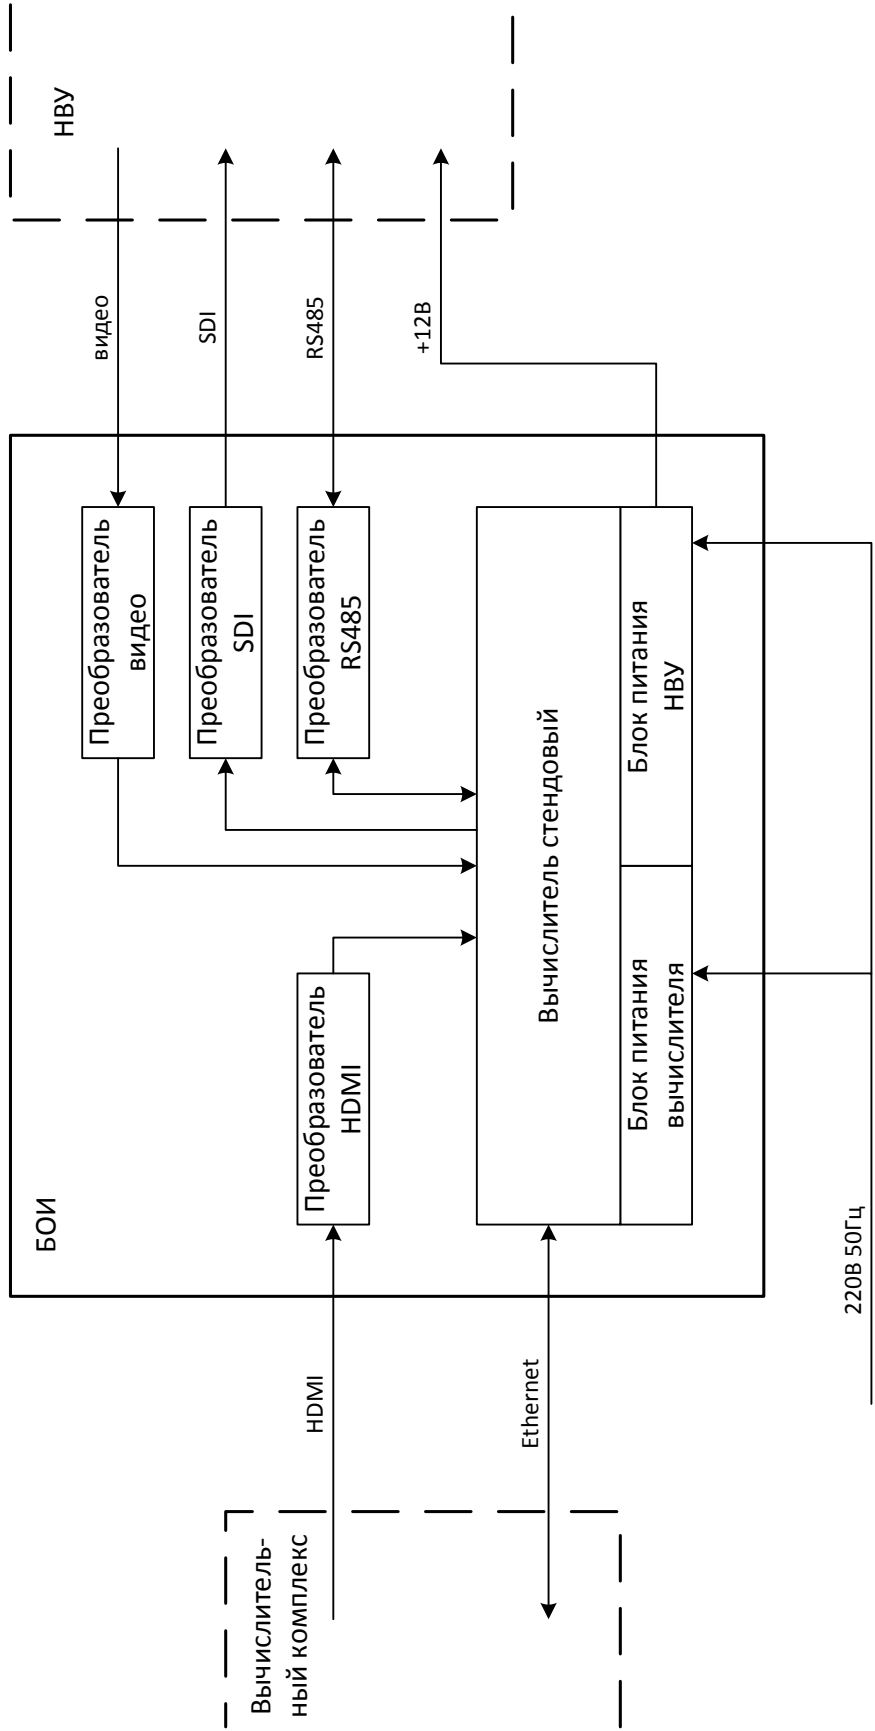 Вычислитель-
ный комплекс
HDMI
Ethernet
220В 50Гц
БОИ
Преобразователь
HDMI
Преобразователь
видео
Преобразователь
SDI
Преобразователь
RS485
Вычислитель стендовый
Блок питания
вычислителя
Блок питания
НВУ
видео
SDI
RS485
+12В
НВУ